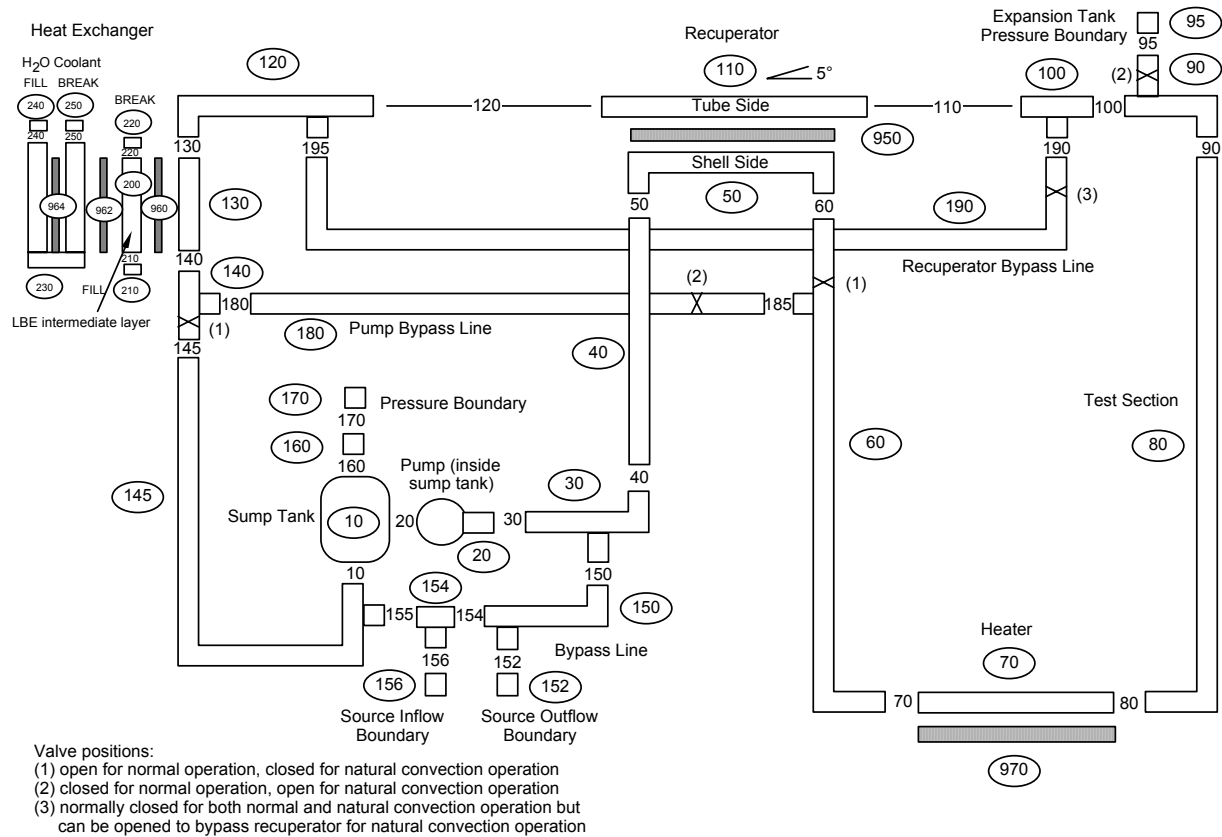 Heat Exchanger
H2O Coolant
FILL BREAK
240 250
240 250
BREAK
220
220
200
964 962 960
230
210
FILL 210
LBE intermediate layer
120
130
130
140
140
180
(1)
145
145
180
Pump Bypass Line
(2)
185
(1)
120
195
Recuperator
110
5°
Tube Side
110
950
Shell Side
50
50
60
190
Recuperator Bypass Line
Expansion Tank
Pressure Boundary
95
95
(2)
90
100
100
190
(3)
90
40
40
60
Test Section
80
170
Pressure Boundary
170
160
160
Sump Tank
10
10
Pump (inside
sump tank)
20
20
30
30
150
150
Bypass Line
155
154
154
156
156
Source Inflow
Boundary
152
152
Source Outflow
Boundary
Heater
70
70
80
970
Valve positions:
(1) open for normal operation, closed for natural convection operation
(2) closed for normal operation, open for natural convection operation
(3) normally closed for both normal and natural convection operation but
can be opened to bypass recuperator for natural convection operation